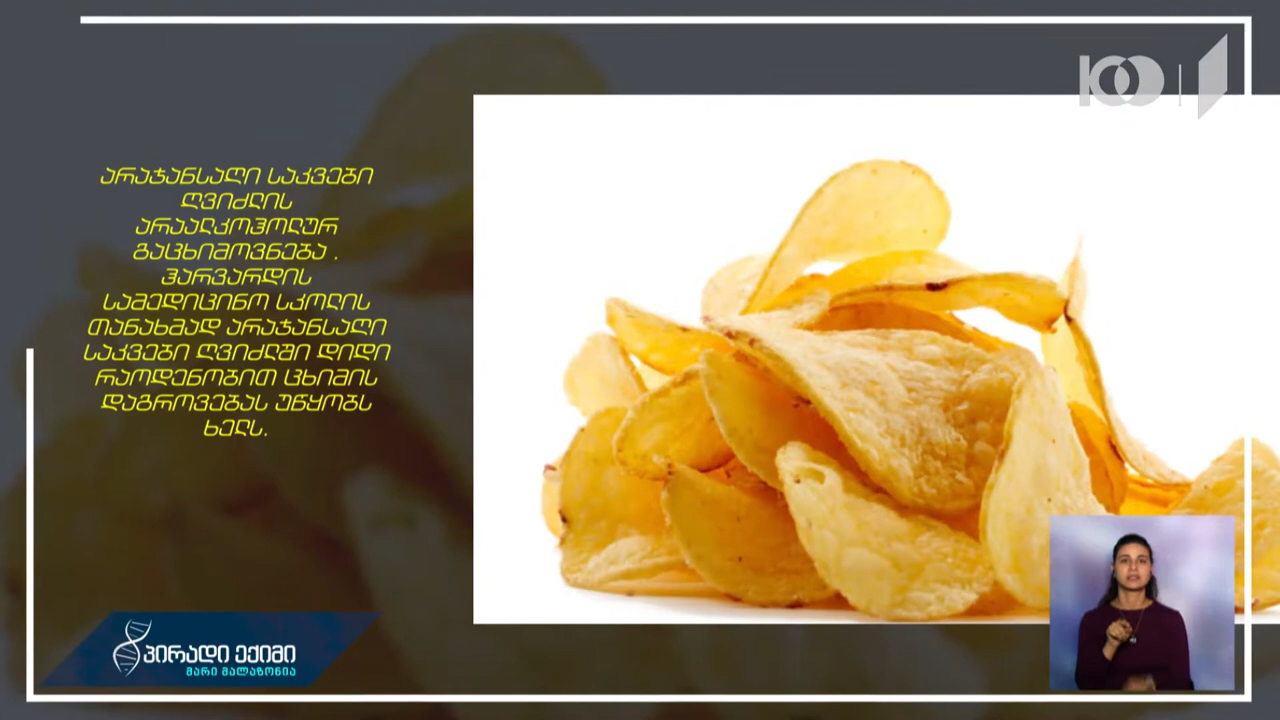 არაჯანსაღი საკვები
ღვიძლის
არაალკოჰოლურ
გაცხიმოვნება .
ჰარვარდის
სამედიცინო სკოლის
თანახმად არაჯანსაღი
საკვები ღვიძლში დიდი
რაოდენობით ცხიმის
დაგროვებას უწყობს
ხელს.
100
პირადი ექიმი
მარი მალაზონია